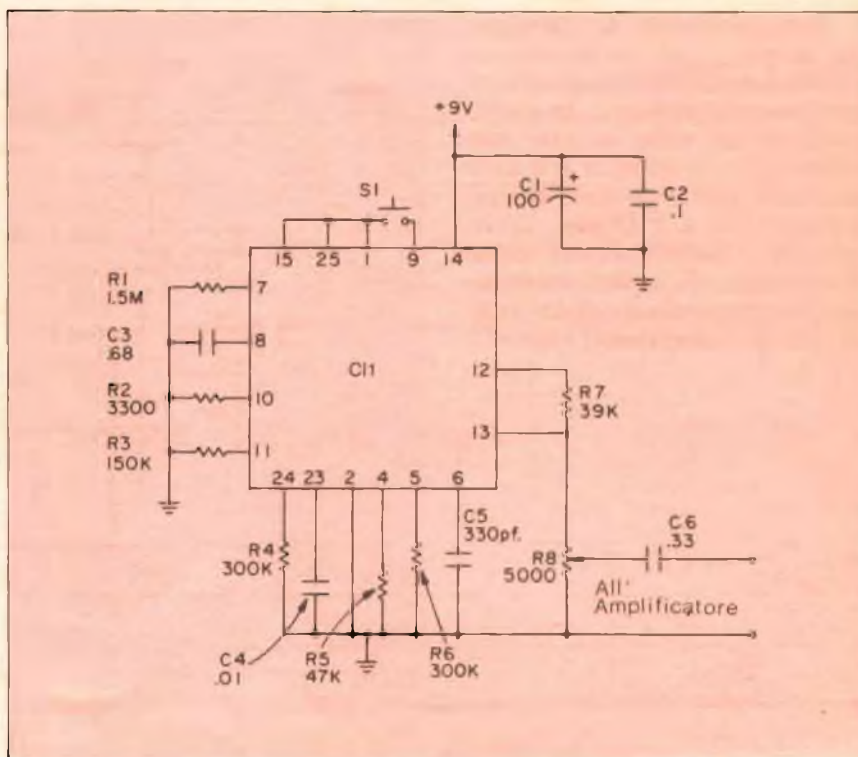 +9V
S1
C1
100
+
C2
.1
15 25 1 9 14
R1
1.5M
7
C3
.68
8
R2
3300
10
R3
150K
11
CI1
12
13
R7
39K
24 23 2 4 5 6
R4
300K
C5
330pf.
C6
.33
R8
5000
All'
Amplificatore
C4
.01
R5
47K
R6
300K